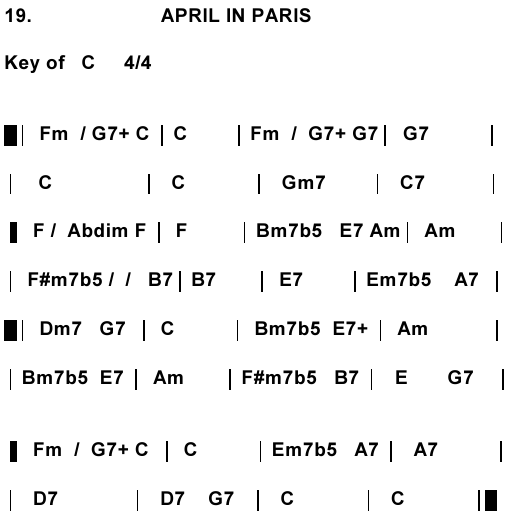 19. APRIL IN PARIS
Key of C 4/4
| Fm / G7+ C | C | Fm / G7+ G7 | G7 |
| C | C | Gm7 | C7 |
| F / Abdim F | F | Bm7b5 E7 Am | Am |
| F#m7b5 / / B7 | B7 | E7 | Em7b5 A7 |
| Dm7 G7 | C | Bm7b5 E7+ | Am |
| Bm7b5 E7 | Am | F#m7b5 B7 | E G7 |
| Fm / G7+ C | C | Em7b5 A7 | A7 |
| D7 | D7 G7 | C | C |